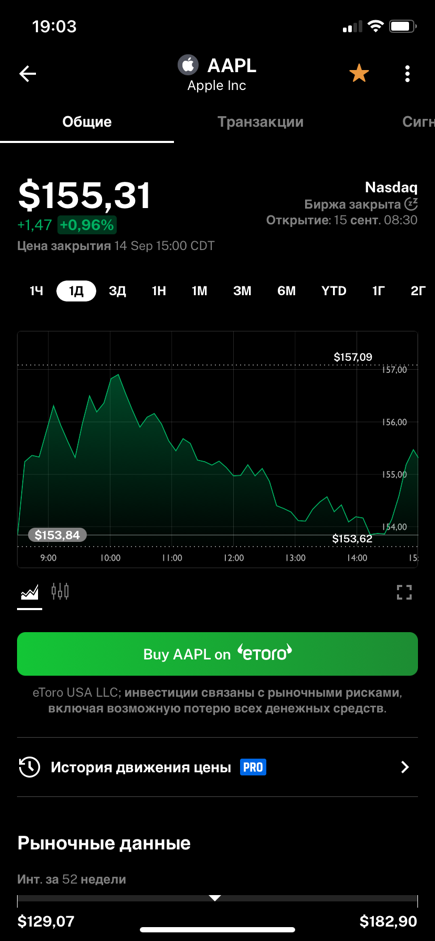 19:03
AAPL
Apple Inc
Общие
Транзакции
Сигн
$155,31
+1,47 +0,96%
Цена закрытия 14 Sep 15:00 CDT
Nasdaq
Биржа закрыта
Открытие: 15 сент. 08:30
1Ч 1Д 3Д 1Н 1М 3М 6М YTD 1Г 2Г
$157,09
157,00
156,00
155,00
154,00
$153,84
$153,62
9:00 10:00 11:00 12:00 13:00 14:00 15.
Buy AAPL on eToro
eToro USA LLC; инвестиции связаны с рыночными рисками,
включая возможную потерю всех денежных средств.
История движения цены PRO
Рыночные данные
Инт. за 52 недели
$129,07 $182,90